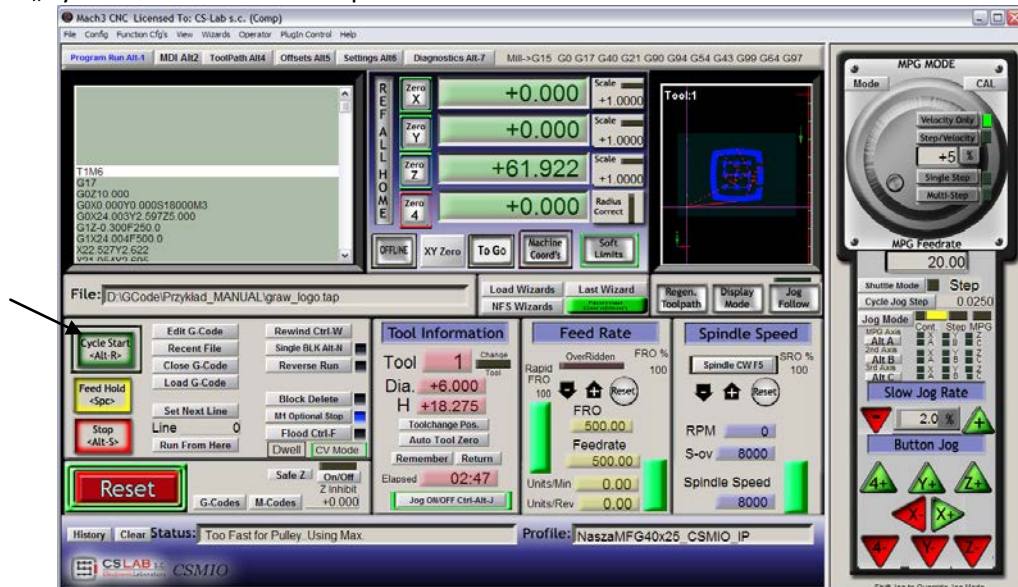 Mach3 CNC Licensed To: CS-Lab s.c. (Comp)
File Config Function Cfg's View Wizards Operator PlugIn Control Help
Program Run Alt-1 MDI Alt2 ToolPath Alt4 Offsets Alt5 Settings Alt6 Diagnostics Alt-7 Mill->G15 G0 G17 G40 G21 G90 G94 G54 G43 G99 G64 G97
T1M6
G17
G0Z10.000
G0X0.000Y0.000S18000M3
G0X24.003Y2.597Z5.000
G1Z-0.300F250.0
G1X24.004F500.0
X22.527Y2.622
REF ALL HOME
Zero X +0.000 Scale +1.0000
Zero Y +0.000 Scale +1.0000
Zero Z +61.922 Scale +1.0000
Zero 4 +0.000 Radius Correct
OFFLINE XY Zero To Go Machine Coord's Soft Limits
Tool:1
File: D:\GCode\Przykład_MANUAL\graw_logo.tap
Load Wizards Last Wizard
NFS Wizards
Regen. Toolpath Display Mode Jog Follow
Cycle Start <Alt-R>
Feed Hold <Spc>
Stop <Alt-S>
Edit G-Code Rewind Ctrl-W
Recent File Single BLK Alt-N
Close G-Code Reverse Run
Load G-Code
Block Delete
Set Next Line M1 Optional Stop
Line 0 Flood Ctrl-F
Run From Here Dwell CV Mode
Reset
G-Codes M-Codes
Safe Z On/Off
Z Inhibit
+0.000
Tool Information
Tool 1 Change Tool
Dia. +6.000
H +18.275
Toolchange Pos.
Auto Tool Zero
Remember Return
Elapsed 02:47
Jog ON/OFF Ctrl-Alt-J
Feed Rate
OverRidden FRO %
Rapid FRO 100 Reset 100
FRO
500.00
Feedrate
500.00
Units/Min 0.00
Units/Rev 0.00
Spindle Speed
Spindle CW F5 SRO % 100
Reset
RPM 0
S-ov 8000
Spindle Speed
8000
History Clear Status: Too Fast for Pulley..Using Max.
Profile: NaszaMFG40x25_CSMIO_IP
CSLAB s.c.
CSMIO
MPG MODE
Mode CAL
Velocity Only
Step/Velocity
+5 %
Single Step
Multi-Step
MPG Feedrate
20.00
Shuttle Mode Step
Cycle Jog Step 0.0250
Jog Mode Cont. Step MPG
MPG Axis X Y Z
Alt A A B C
2nd Axis X Y Z
Alt B A B C
3rd Axis X Y Z
Alt C A B C
Slow Jog Rate
- 2.0 % +
Button Jog
4+ Y+ Z+
X- X+
4- Y- Z-